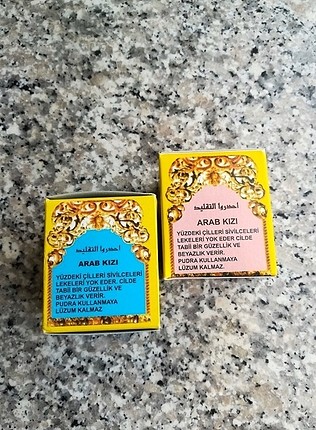 احذروا التقليد
ARAB KIZI
YÜZDEKİ ÇİLLERİ SİVİLCELERİ
LEKELERİ YOK EDER. CİLDE
TABİİ BİR GÜZELLİK VE
BEYAZLIK VERİR.
PUDRA KULLANMAYA
LÜZUM KALMAZ
احذروا التقليد
ARAB KIZI
YÜZDEKİ ÇİLLERİ SİVİLCELERİ
LEKELERİ YOK EDER. CİLDE
TABİİ BİR GÜZELLİK VE
BEYAZLIK VERİR.
PUDRA KULLANMAYA
LÜZUM KALMAZ.